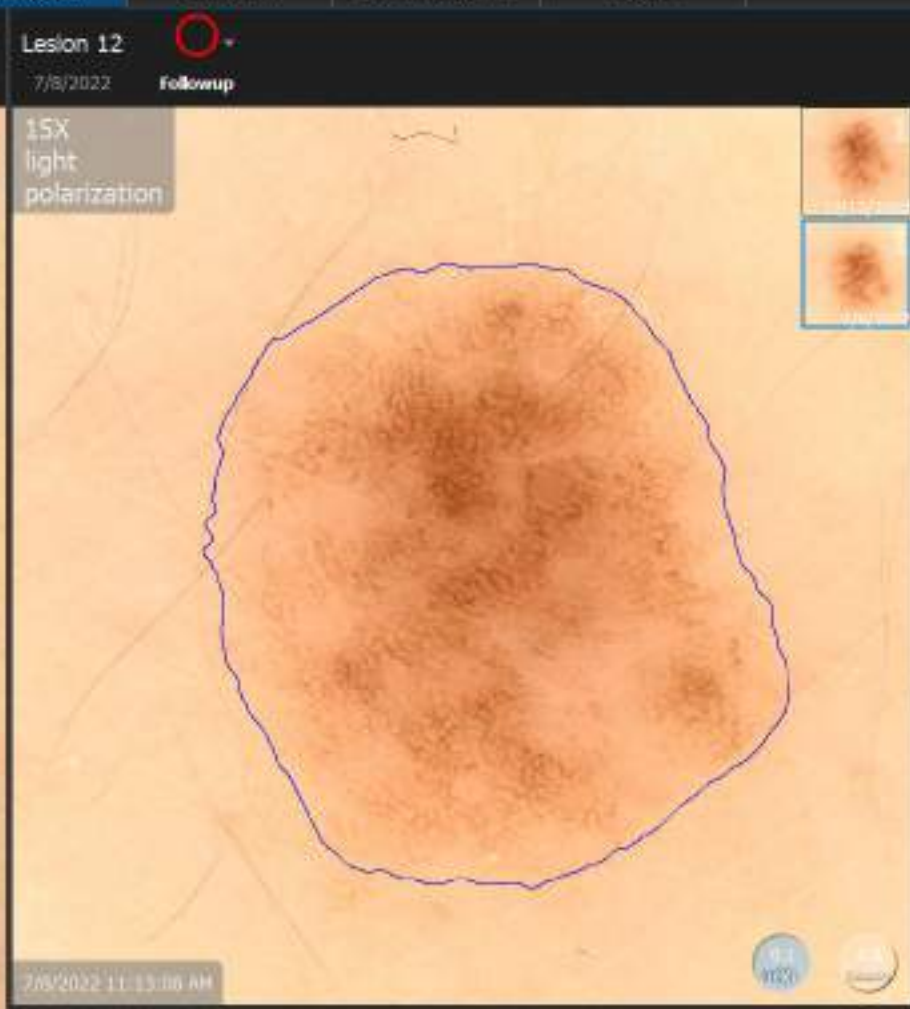 Lesion 12
7/8/2022
Followup
15X
light
polarization
7/8/2022 11:13:08 AM